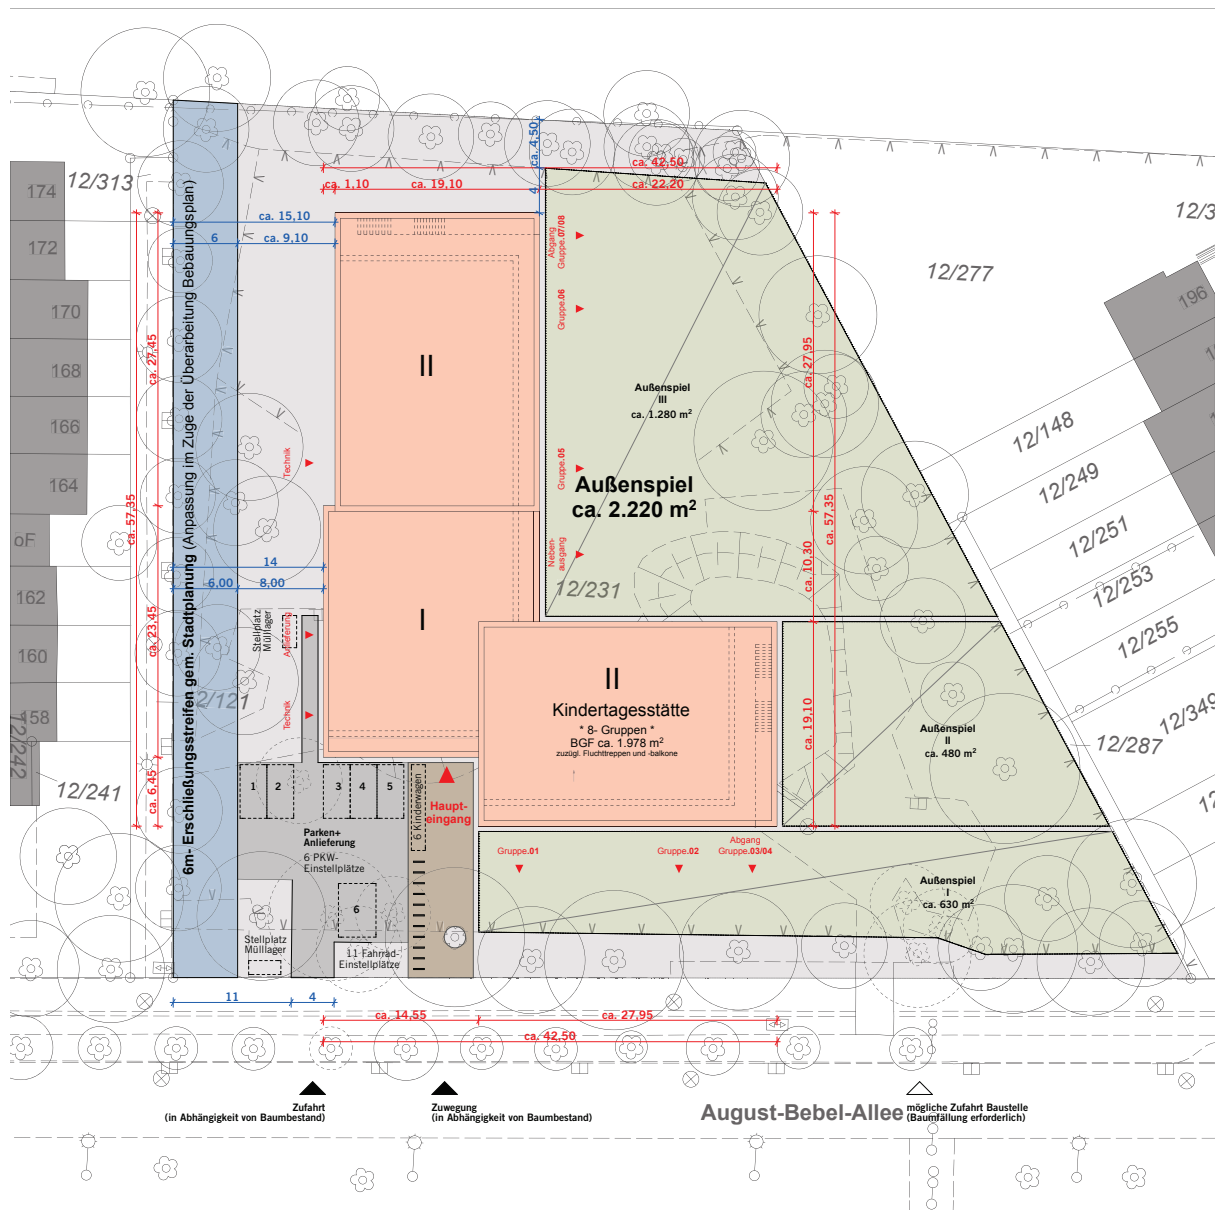 ca. 4,50
ca. 42,50
12/313
174
ca. 1,10
ca. 19,10
4
ca. 22,20
ca. 15,10
12/3
172
6
ca. 9,10
Abgang
Gruppe.07/08
12/277
196
170
Gruppe.06
ca. 27,45
ca. 27,95
168
II
Außenspiel
III
ca. 1.280 m²
166
12/148
Technik
Gruppe.05
164
Außenspiel
ca. 2.220 m²
12/249
ca. 57,35
ca. 57,35
oF.
12/251
Neben-
ausgang
14
ca. 10,30
6,00
8,00
12/231
12/253
162
Stellplatz
Müllager
Anlieferung
I
ca. 23,45
12/255
160
2/121
II
Kindertagesstätte
* 8- Gruppen *
BGF ca. 1.978 m²
zuzügl. Fluchttreppen und -balkone
12/349
158
12/242
Technik
ca. 19,10
Außenspiel
II
ca. 480 m²
12/287
6m- Erschließungsstreifen gem. Stadtplanung (Anpassung im Zuge der Überarbeitung Bebauungsplan)
12/241
ca. 6,45
1
2
3
4
5
6 Kinderwagen
Haupt-
eingang
Parken+
Anlieferung
6 PKW-
Einstellplätze
Gruppe.01
Gruppe.02
Abgang
Gruppe.03/04
Außenspiel
I
ca. 630 m²
6
Stellplatz
Müllager
11 Fahrrad-
Einstellplätze
11
4
ca. 14,55
ca. 27,95
ca. 42,50
Zufahrt
(in Abhängigkeit von Baumbestand)
Zuwegung
(in Abhängigkeit von Baumbestand)
August-Bebel-Allee
mögliche Zufahrt Baustelle
(Baumfällung erforderlich)